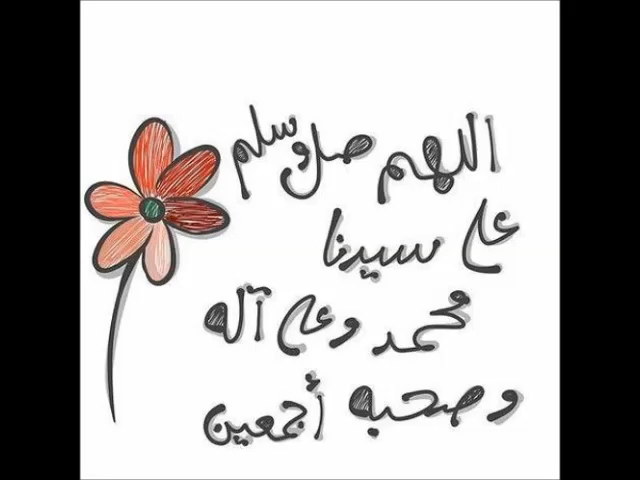 اللهم صل وسلم
على سيدنا
محمد وعلى آله
وصحبه أجمعين